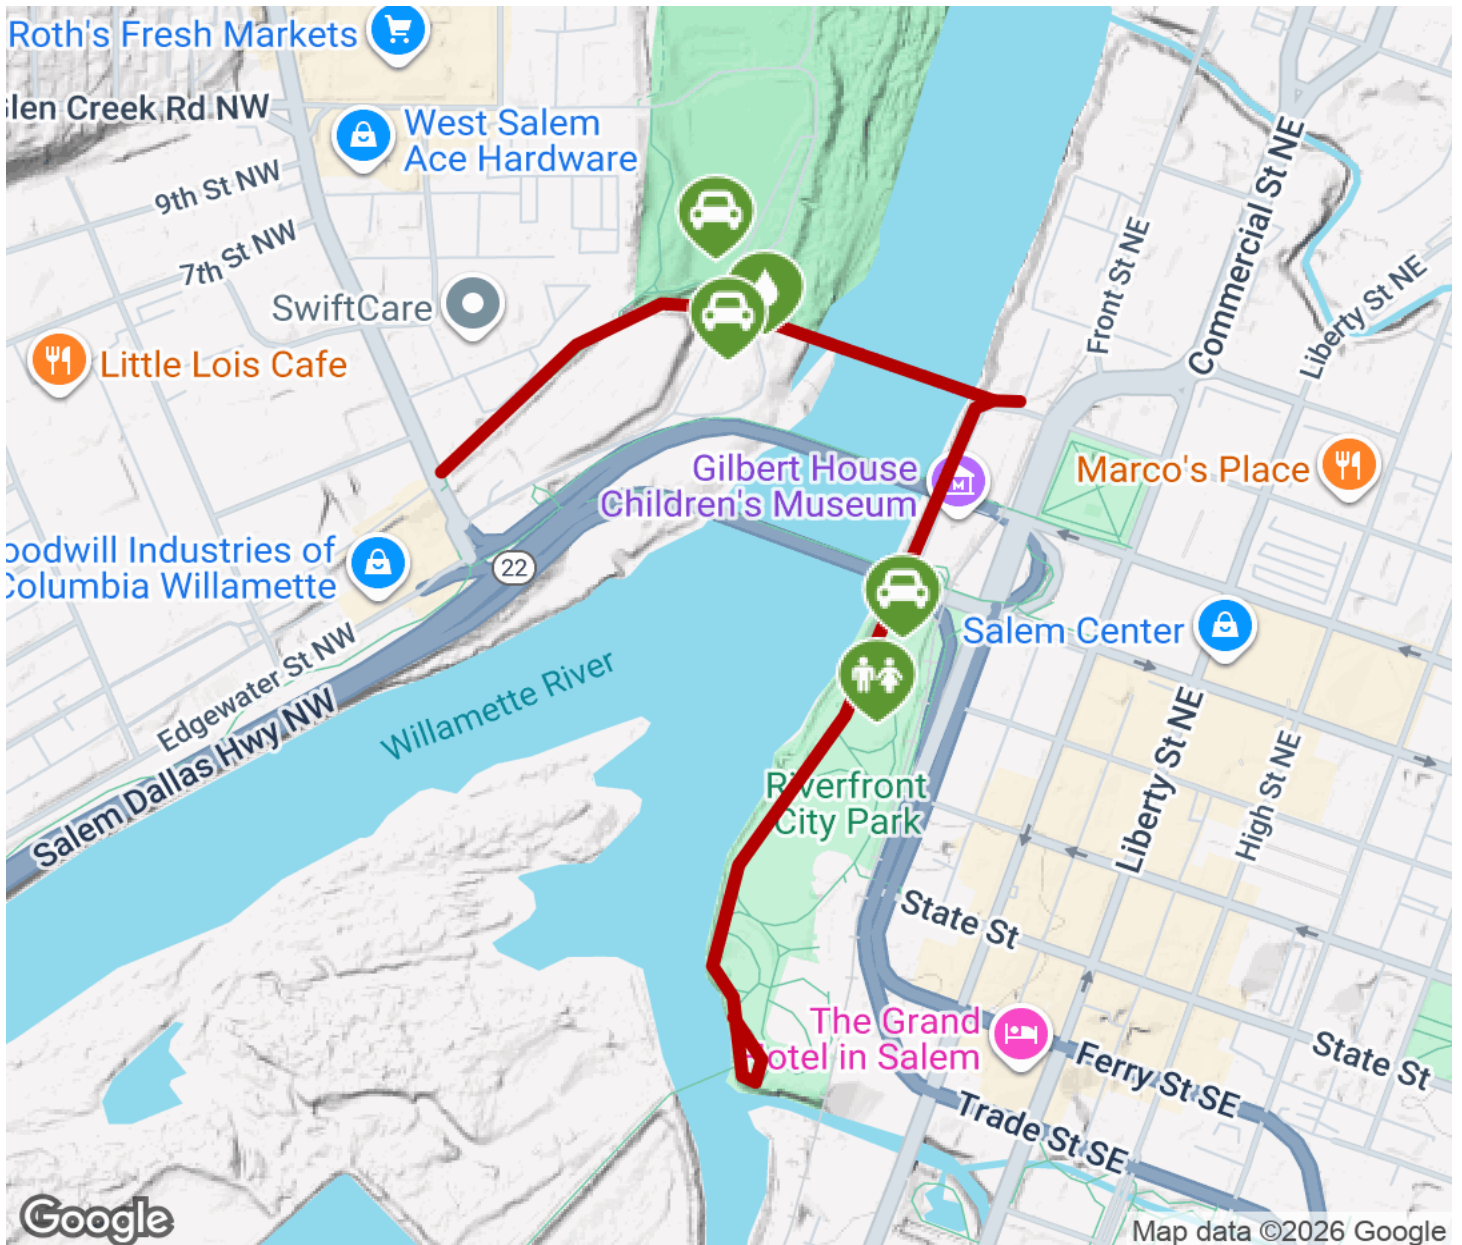 Roth's Fresh Markets
Glen Creek Rd NW
West Salem
Ace Hardware
9th St NW
7th St NW
SwiftCare
Little Lois Cafe
Front St NE
Commercial St NE
Liberty St NE
Gilbert House
Children's Museum
Marco's Place
oodwill Industries of
Columbia Willamette
22
Salem Center
Edgewater St NW
Willamette River
Salem Dallas Hwy NW
Liberty St NE
High St NE
Riverfront
City Park
State St
The Grand
Hotel in Salem
Ferry St SE
State St
Trade St SE
Google
Map data ©2026 Google